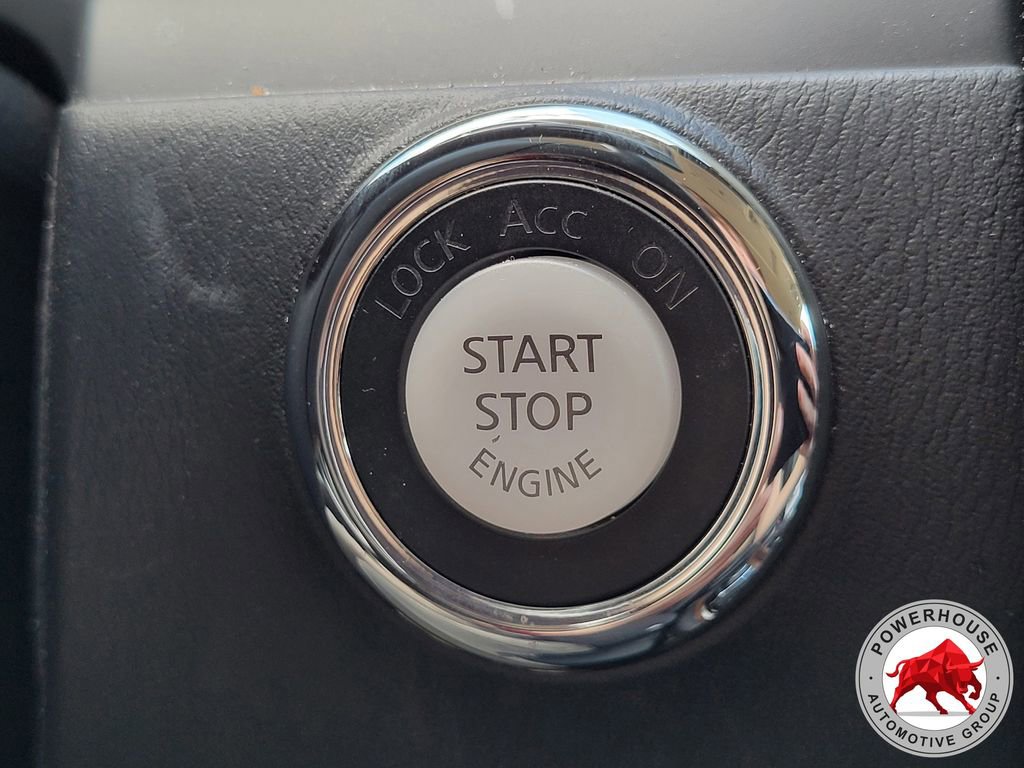 LOCK ACC ON
START
STOP
ENGINE
POWERHOUSE
AUTOMOTIVE GROUP